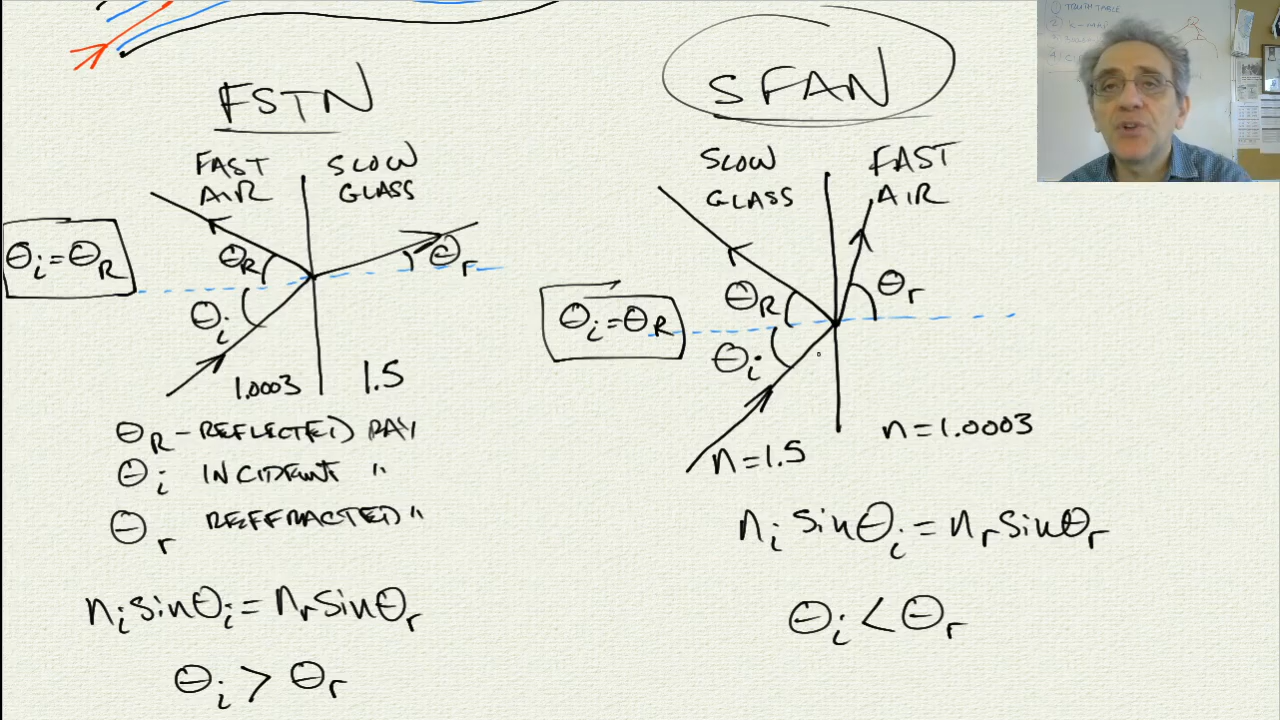 FSTN
FAST AIR
SLOW GLASS
θi = θR
θR
θi
θr
1.0003
1.5
θR – REFLECTED RAY
θi INCIDENT "
θr REFFRACTED "
ni sinθi = nr sinθr
θi > θr
SFAN
SLOW GLASS
FAST AIR
θi = θR
θR
θi
θr
n = 1.5
n = 1.0003
ni sinθi = nr sinθr
θi < θr
TRUTH TABLE